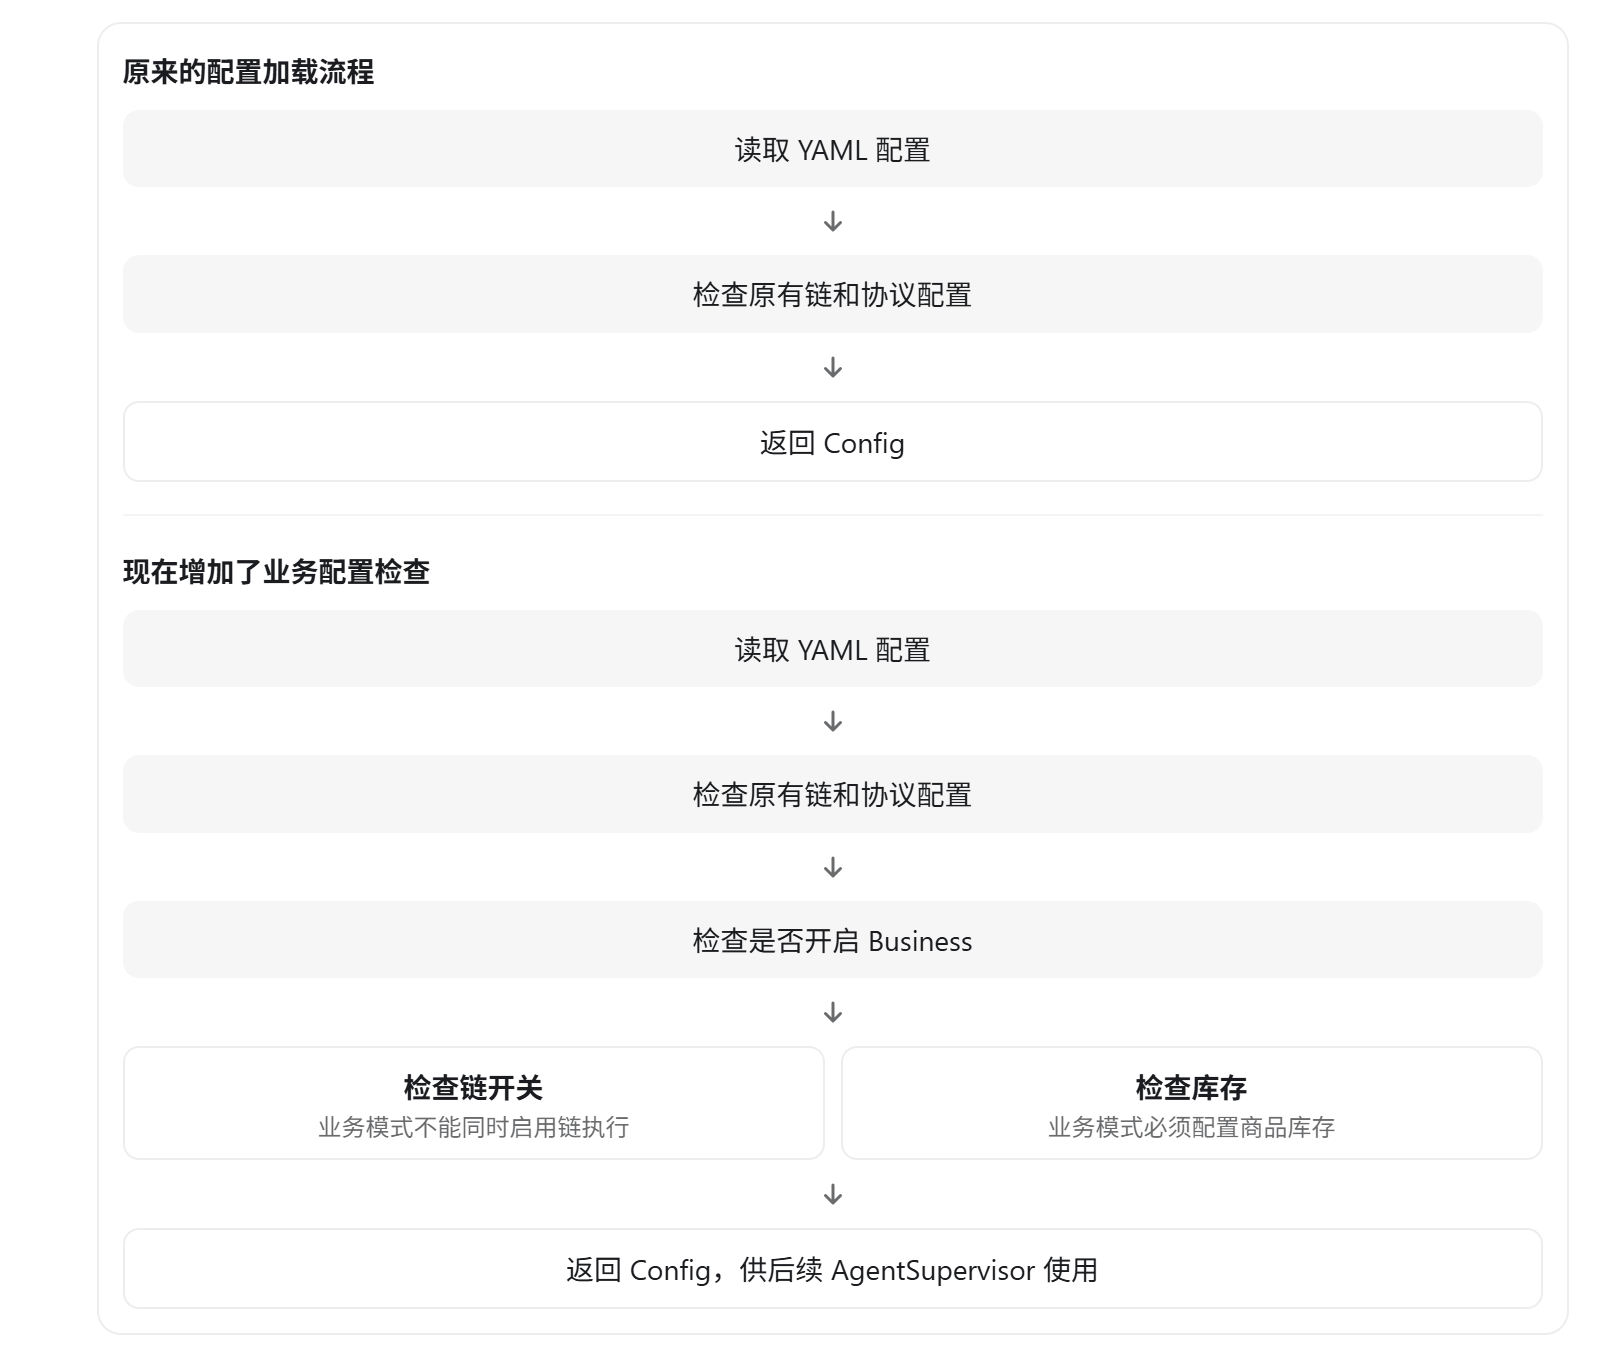 原来的配置加载流程
读取 YAML 配置
检查原有链和协议配置
返回 Config
现在增加了业务配置检查
读取 YAML 配置
检查原有链和协议配置
检查是否开启 Business
检查链开关
业务模式不能同时启用链执行
检查库存
业务模式必须配置商品库存
返回 Config，供后续 AgentSupervisor 使用